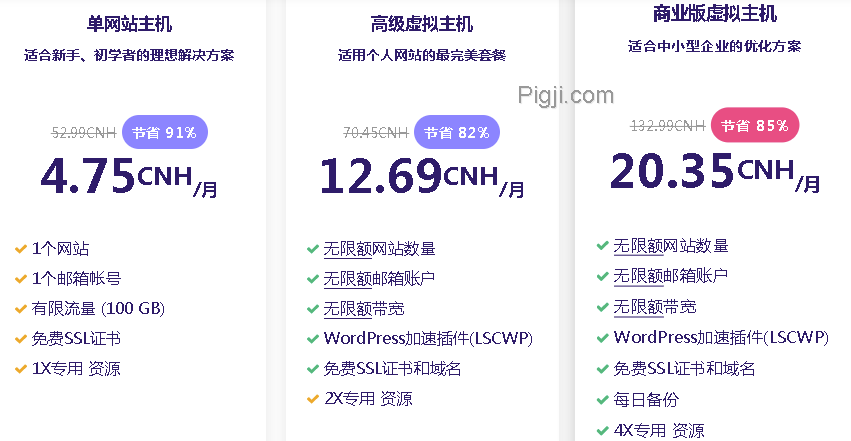 单网站主机
适合新手、初学者的理想解决方案
52.99CNH 节省 91%
4.75CNH/月
1个网站
1个邮箱帐号
有限流量 (100 GB)
免费SSL证书
1X专用 资源
高级虚拟主机
适用个人网站的最完美套餐
70.45CNH 节省 82%
12.69CNH/月
无限额网站数量
无限额邮箱账户
无限额带宽
WordPress加速插件(LSCWP)
免费SSL证书和域名
2X专用 资源
商业版虚拟主机
适合中小型企业的优化方案
Pigji.com
132.99CNH 节省 85%
20.35CNH/月
无限额网站数量
无限额邮箱账户
无限额带宽
WordPress加速插件(LSCWP)
免费SSL证书和域名
每日备份
4X专用 资源